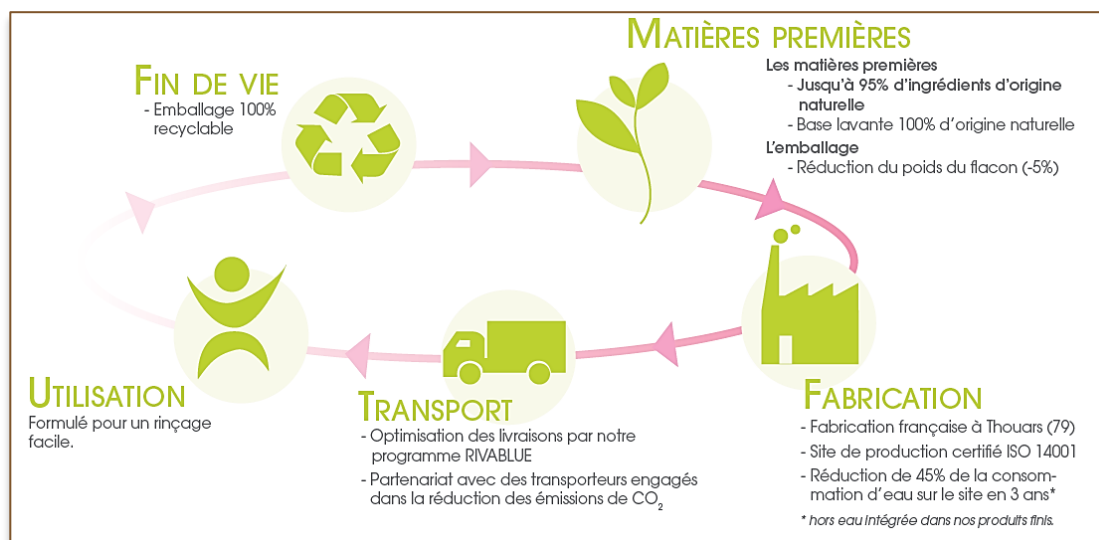 FIN DE VIE
- Emballage 100%
recyclable
MATIÈRES PREMIÈRES
Les matières premières
- Jusqu'à 95% d'ingrédients d'origine
naturelle
- Base lavante 100% d'origine naturelle
L'emballage
- Réduction du poids du flacon (-5%)
UTILISATION
Formulé pour un rinçage
facile.
TRANSPORT
- Optimisation des livraisons par notre
programme RIVABLUE
- Partenariat avec des transporteurs engagés
dans la réduction des émissions de CO₂
FABRICATION
- Fabrication française à Thouars (79)
- Site de production certifié ISO 14001
- Réduction de 45% de la consom-
mation d'eau sur le site en 3 ans*
* hors eau intégrée dans nos produits finis.